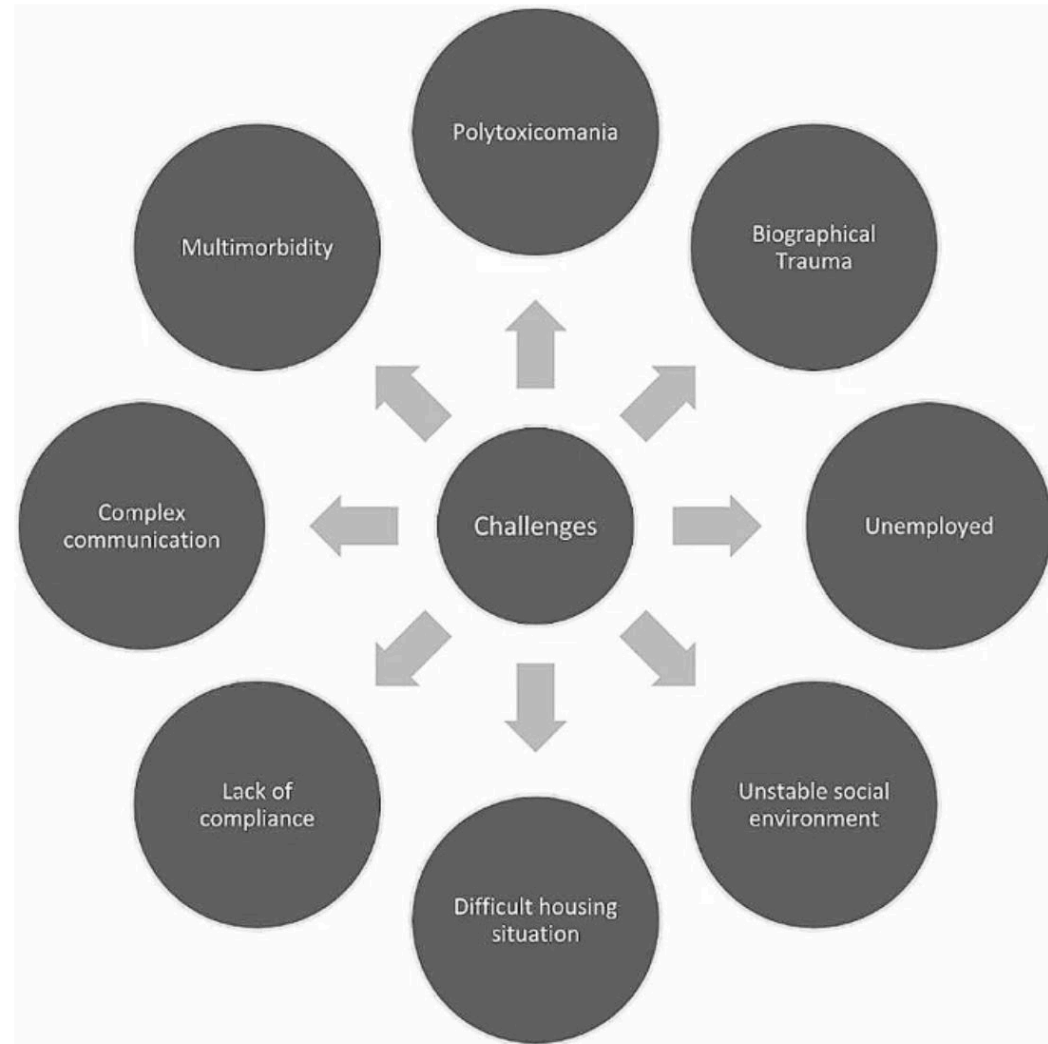 Polytoxicomania
Multimorbidity
Biographical
Trauma
Complex
communication
Challenges
Unemployed
Lack of
compliance
Unstable social
environment
Difficult housing
situation